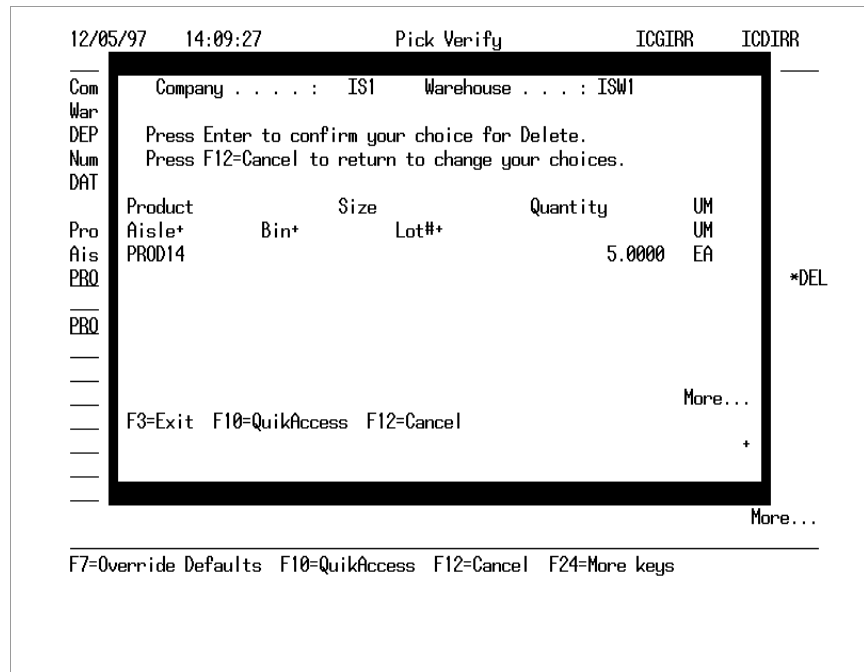 12/05/97 14:09:27 Pick Verify ICGIRR ICDIRR
Com Company . . . . : IS1 Warehouse . . . : ISW1
War
DEP Press Enter to confirm your choice for Delete.
Num Press F12=Cancel to return to change your choices.
DAT
Product Size Quantity UM
Pro Aisle+ Bin+ Lot#+ UM
Ais PROD14 5.0000 EA
PRO *DEL
PRO
More...
F3=Exit F10=QuikAccess F12=Cancel
+
More...
F7=Override Defaults F10=QuikAccess F12=Cancel F24=More keys